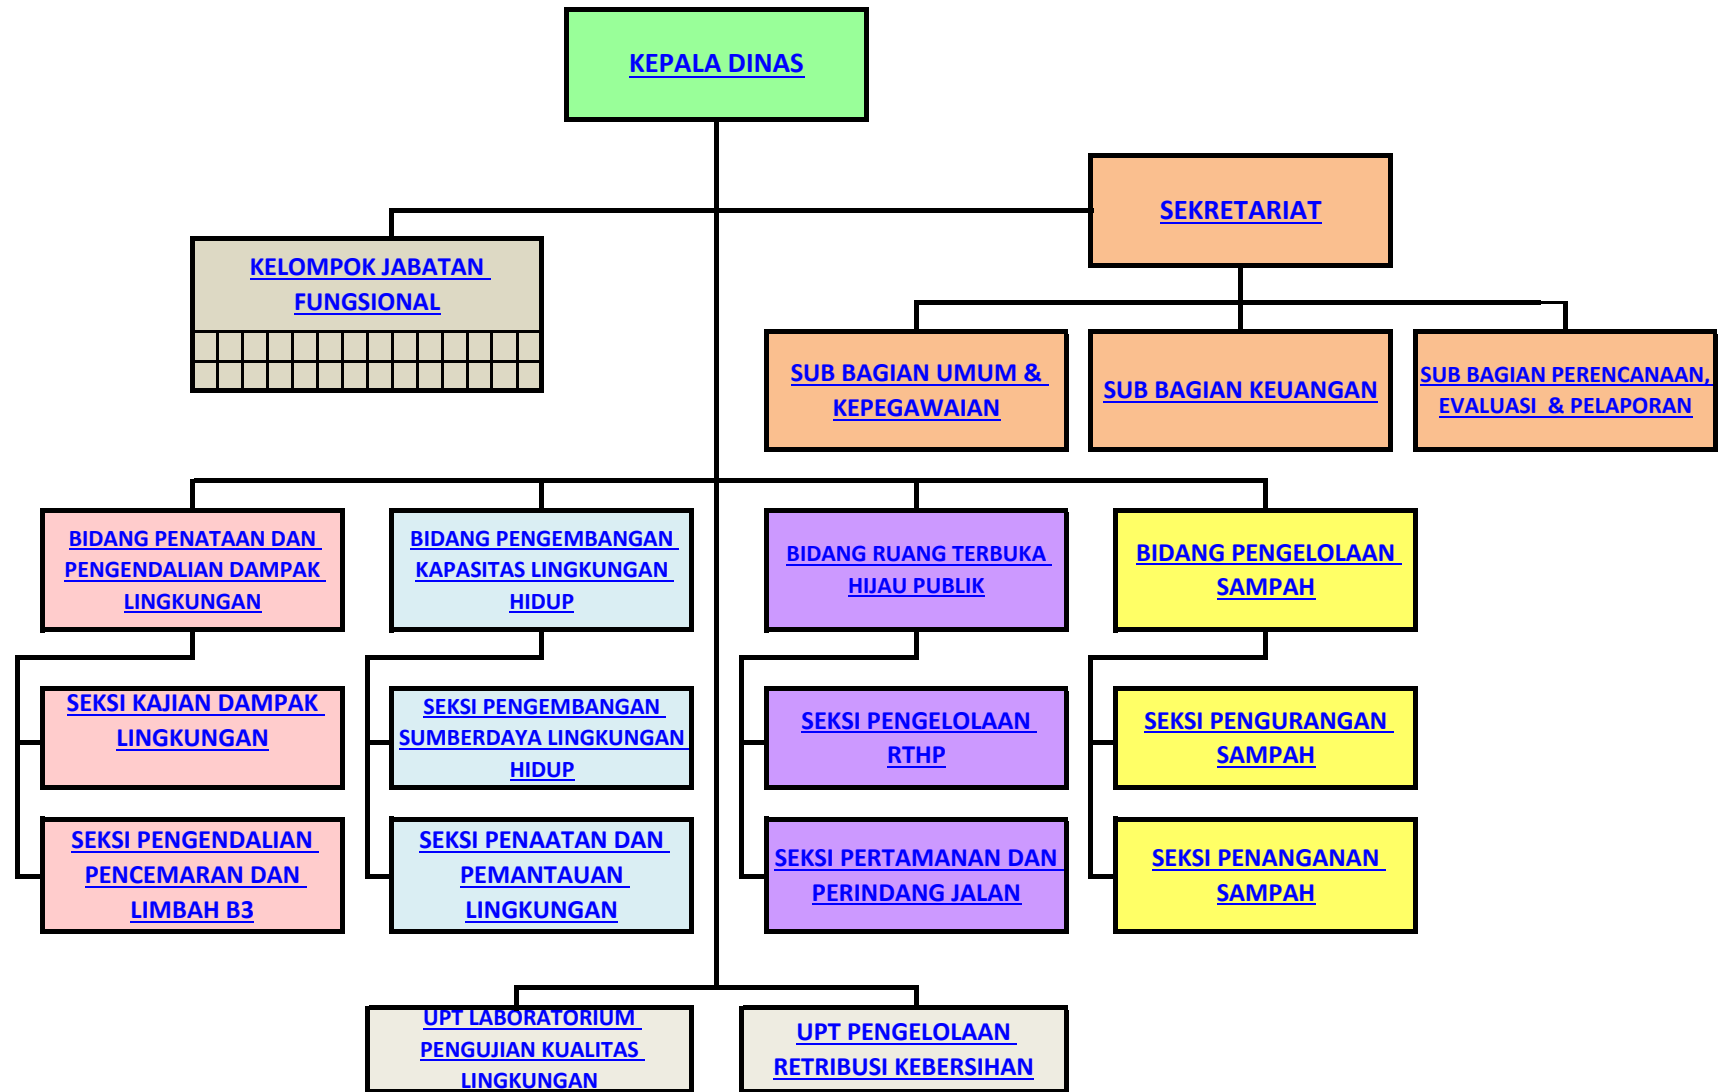 KEPALA DINAS
SEKRETARIAT
KELOMPOK JABATAN
FUNGSIONAL
SUB BAGIAN UMUM &
KEPEGAWAIAN
SUB BAGIAN KEUANGAN
SUB BAGIAN PERENCANAAN,
EVALUASI & PELAPORAN
BIDANG PENATAAN DAN
PENGENDALIAN DAMPAK
LINGKUNGAN
BIDANG PENGEMBANGAN
KAPASITAS LINGKUNGAN
HIDUP
BIDANG RUANG TERBUKA
HIJAU PUBLIK
BIDANG PENGELOLAAN
SAMPAH
SEKSI KAJIAN DAMPAK
LINGKUNGAN
SEKSI PENGEMBANGAN
SUMBERDAYA LINGKUNGAN
HIDUP
SEKSI PENGELOLAAN
RTHP
SEKSI PENGURANGAN
SAMPAH
SEKSI PENGENDALIAN
PENCEMARAN DAN
LIMBAH B3
SEKSI PENAATAN DAN
PEMANTAUAN
LINGKUNGAN
SEKSI PERTAMANAN DAN
PERINDANG JALAN
SEKSI PENANGANAN
SAMPAH
UPT LABORATORIUM
PENGUJIAN KUALITAS
LINGKUNGAN
UPT PENGELOLAAN
RETRIBUSI KEBERSIHAN